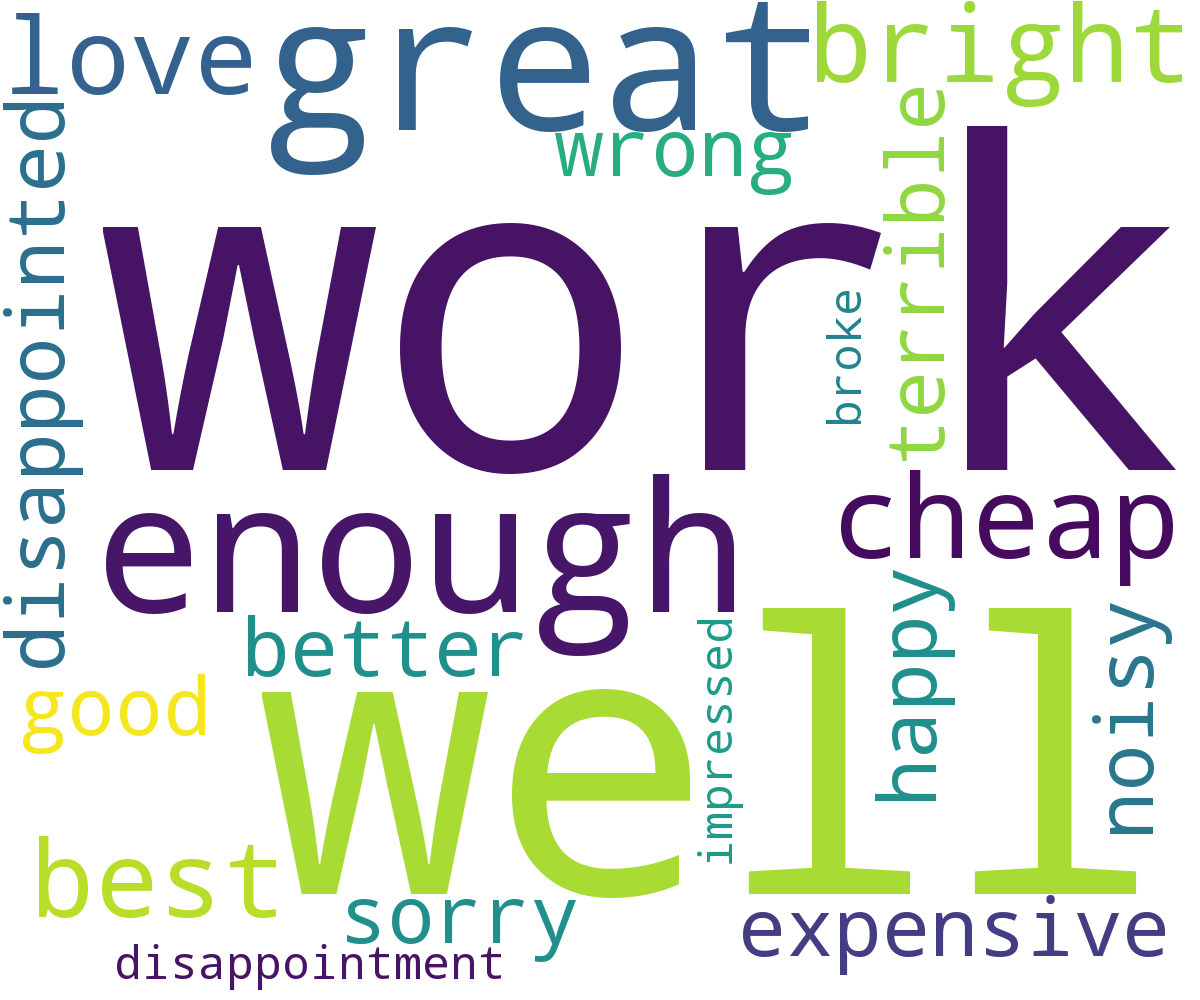 love
great
bright
wrong
disappointed
terrible
work
broke
enough
cheap
better
happy
noisy
impressed
good
well
best
sorry
expensive
disappointment